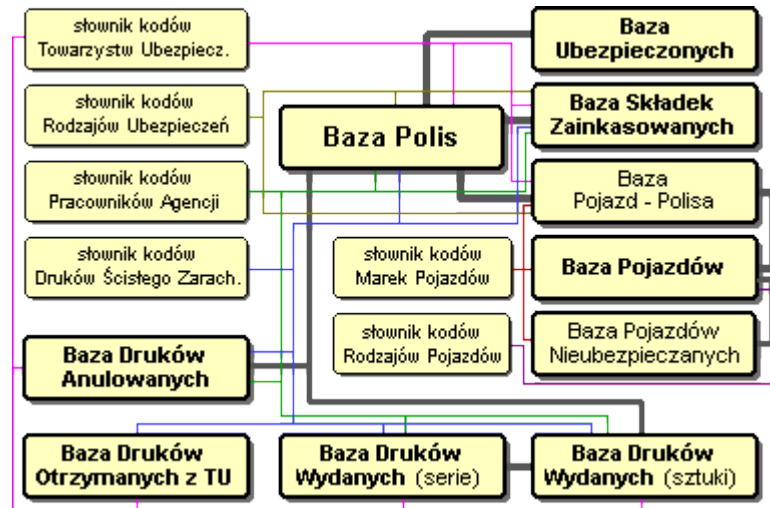 słownik kodów
Towarzystw Ubezpiecz.
Baza
Ubezpieczonych
słownik kodów
Rodzajów Ubezpieczeń
Baza Polis
Baza Składek
Zainkasowanych
słownik kodów
Pracowników Agencji
Baza
Pojazd - Polisa
słownik kodów
Druków Ścisłego Zarach.
słownik kodów
Marek Pojazdów
Baza Pojazdów
Baza Druków
Anulowanych
słownik kodów
Rodzajów Pojazdów
Baza Pojazdów
Nieubezpieczanych
Baza Druków
Otrzymanych z TU
Baza Druków
Wydanych (serie)
Baza Druków
Wydanych (sztuki)